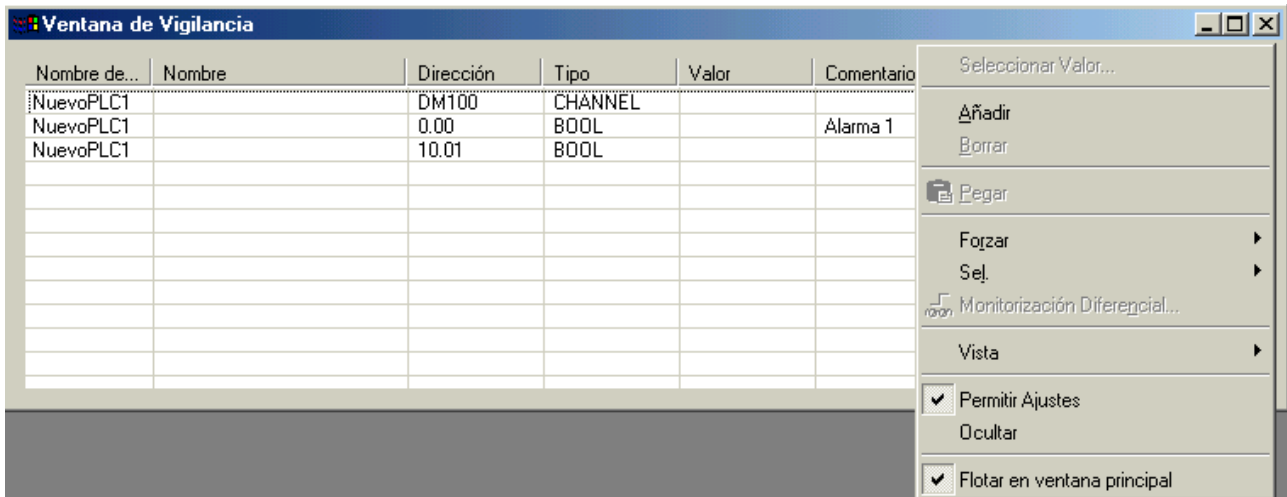 Ventana de Vigilancia
Nombre de... Nombre Dirección Tipo Valor Comentario
NuevoPLC1 DM100 CHANNEL
NuevoPLC1 0.00 BOOL Alarma 1
NuevoPLC1 10.01 BOOL
Seleccionar Valor...
Añadir
Borrar
Pegar
Forzar
Sel.
Monitorización Diferencial...
Vista
Permitir Ajustes
Ocultar
Flotar en ventana principal